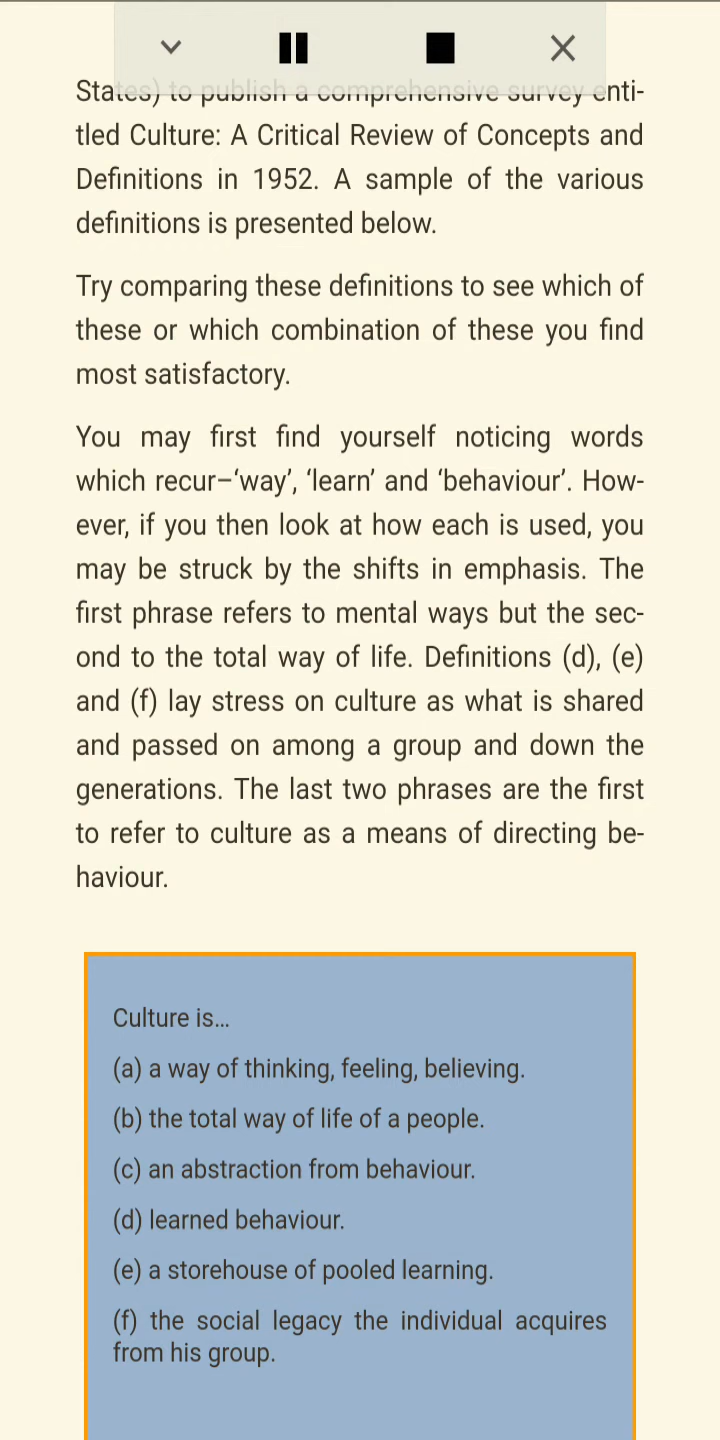 States) to publish a comprehensive survey enti-
tled Culture: A Critical Review of Concepts and
Definitions in 1952. A sample of the various
definitions is presented below.
Try comparing these definitions to see which of
these or which combination of these you find
most satisfactory.
You may first find yourself noticing words
which recur–‘way’, ‘learn’ and ‘behaviour’. How-
ever, if you then look at how each is used, you
may be struck by the shifts in emphasis. The
first phrase refers to mental ways but the sec-
ond to the total way of life. Definitions (d), (e)
and (f) lay stress on culture as what is shared
and passed on among a group and down the
generations. The last two phrases are the first
to refer to culture as a means of directing be-
haviour.
Culture is...
(a) a way of thinking, feeling, believing.
(b) the total way of life of a people.
(c) an abstraction from behaviour.
(d) learned behaviour.
(e) a storehouse of pooled learning.
(f) the social legacy the individual acquires
from his group.